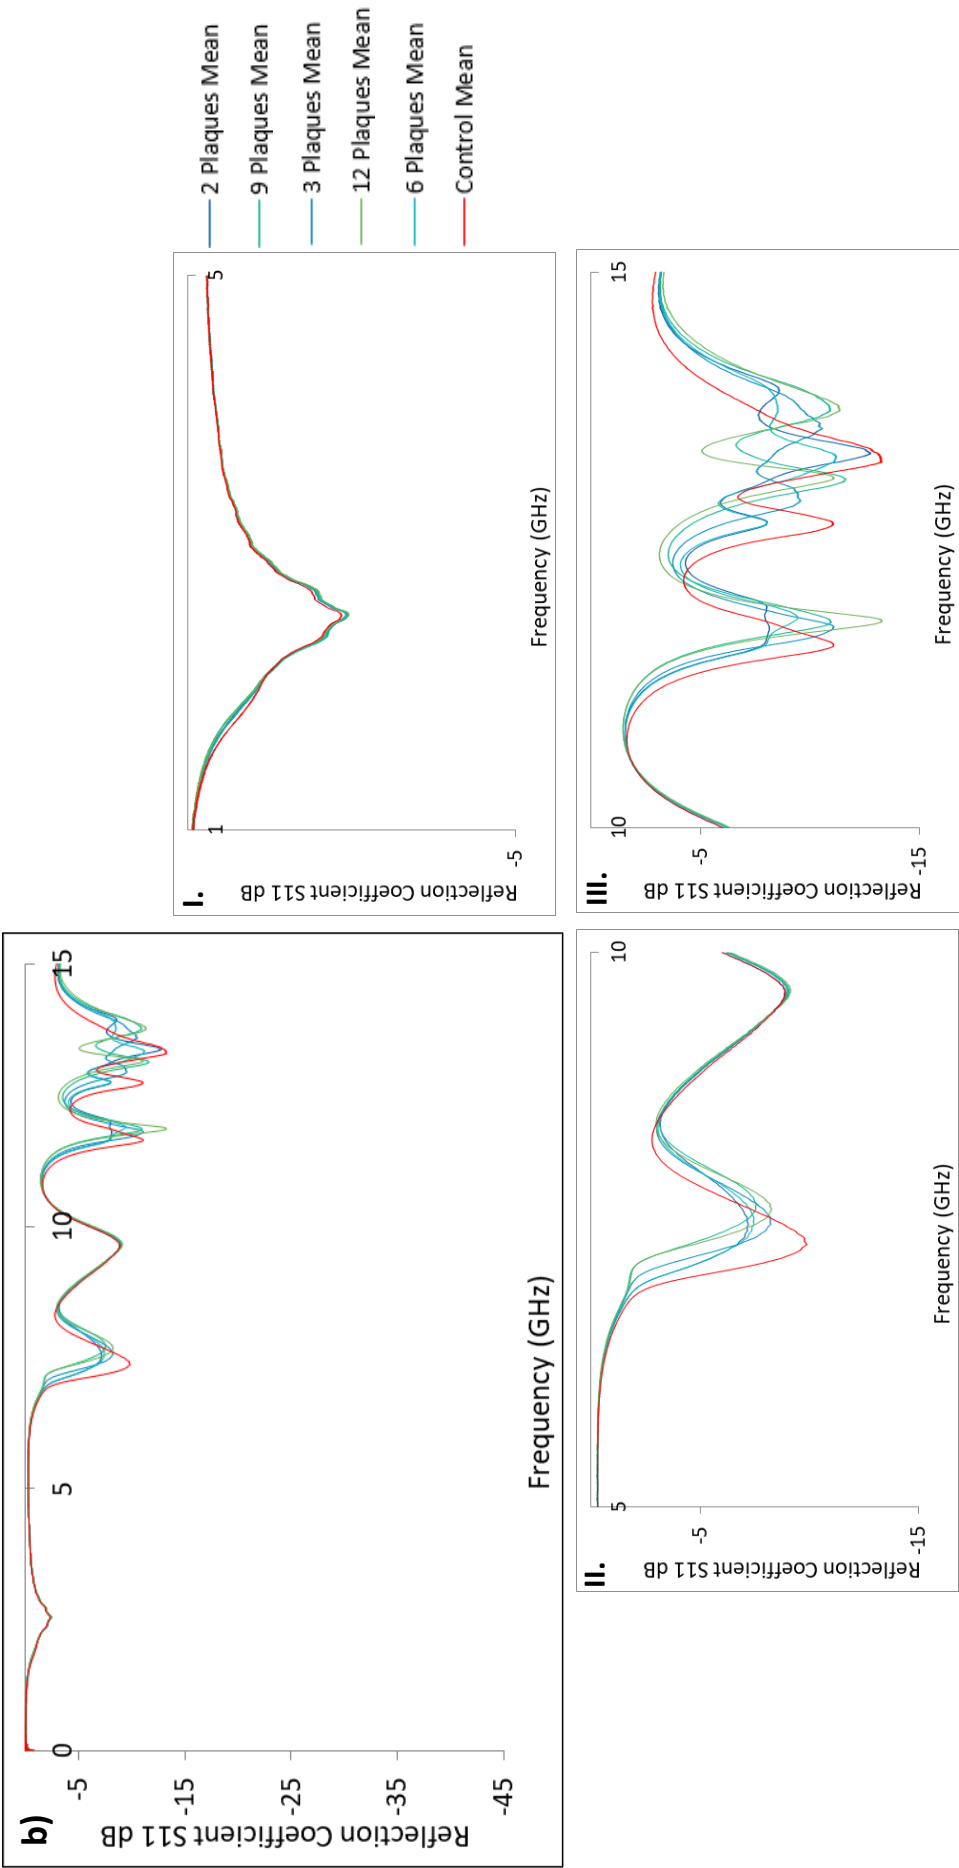 b)
Reflection Coefficient S11 dB
-5
-15
-25
-35
-45
0
5
10
15
Frequency (GHz)
I.
Reflection Coefficient S11 dB
-5
1
5
Frequency (GHz)
2 Plaques Mean
9 Plaques Mean
3 Plaques Mean
12 Plaques Mean
6 Plaques Mean
Control Mean
II.
Reflection Coefficient S11 dB
-5
-15
5
10
Frequency (GHz)
III.
Reflection Coefficient S11 dB
-5
-15
10
15
Frequency (GHz)